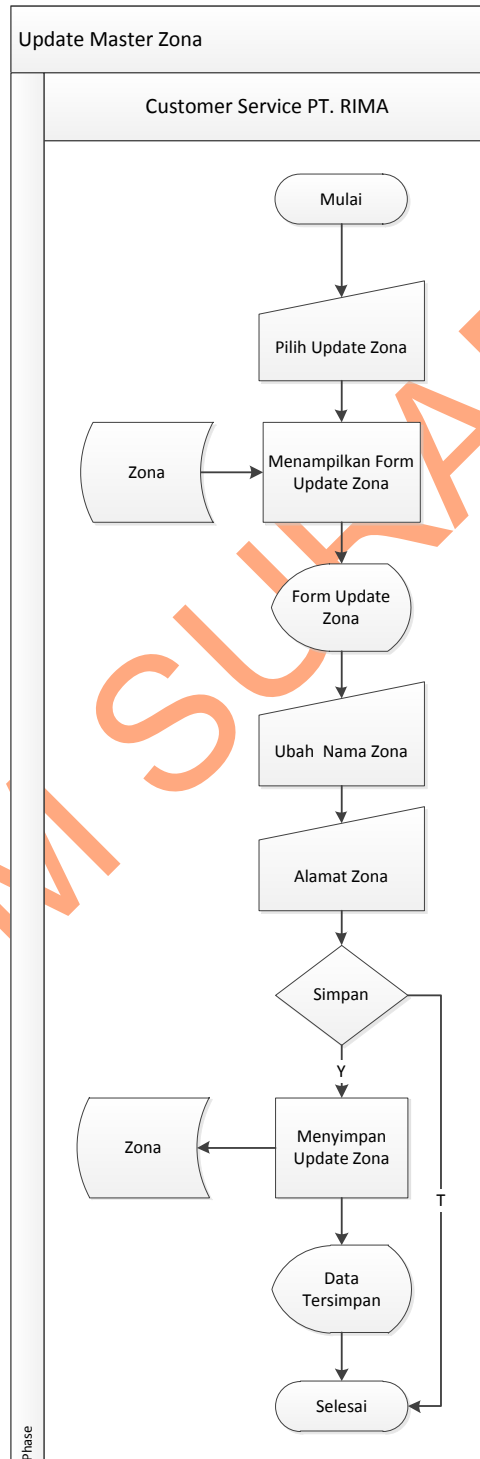 Update Master Zona
Customer Service PT. RIMA
Mulai
Pilih Update Zona
Zona
Menampilkan Form
Update Zona
Form Update
Zona
Ubah Nama Zona
Alamat Zona
Simpan
Y
Zona
Menyimpan
Update Zona
T
Data
Tersimpan
Selesai
Phase